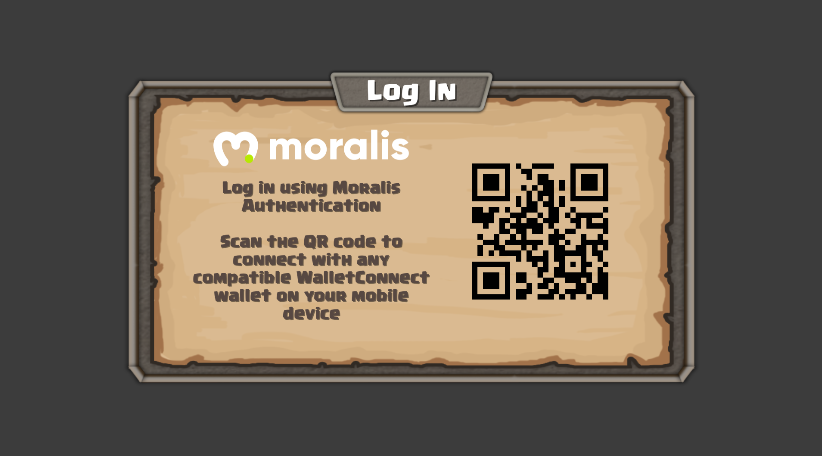 Log In
moralis
Log in using Moralis
Authentication
Scan the QR code to
connect with any
compatible WalletConnect
wallet on your mobile
device